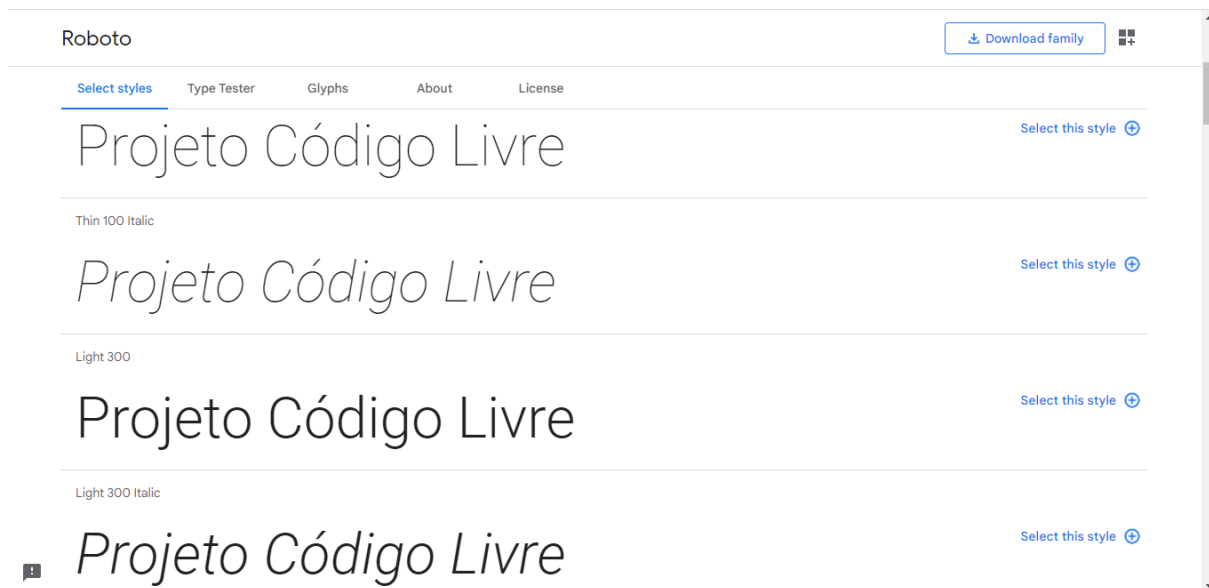 Roboto
Download family
Select styles Type Tester Glyphs About License
Projeto Código Livre
Select this style
Thin 100 Italic
Projeto Código Livre
Select this style
Light 300
Projeto Código Livre
Select this style
Light 300 Italic
Projeto Código Livre
Select this style